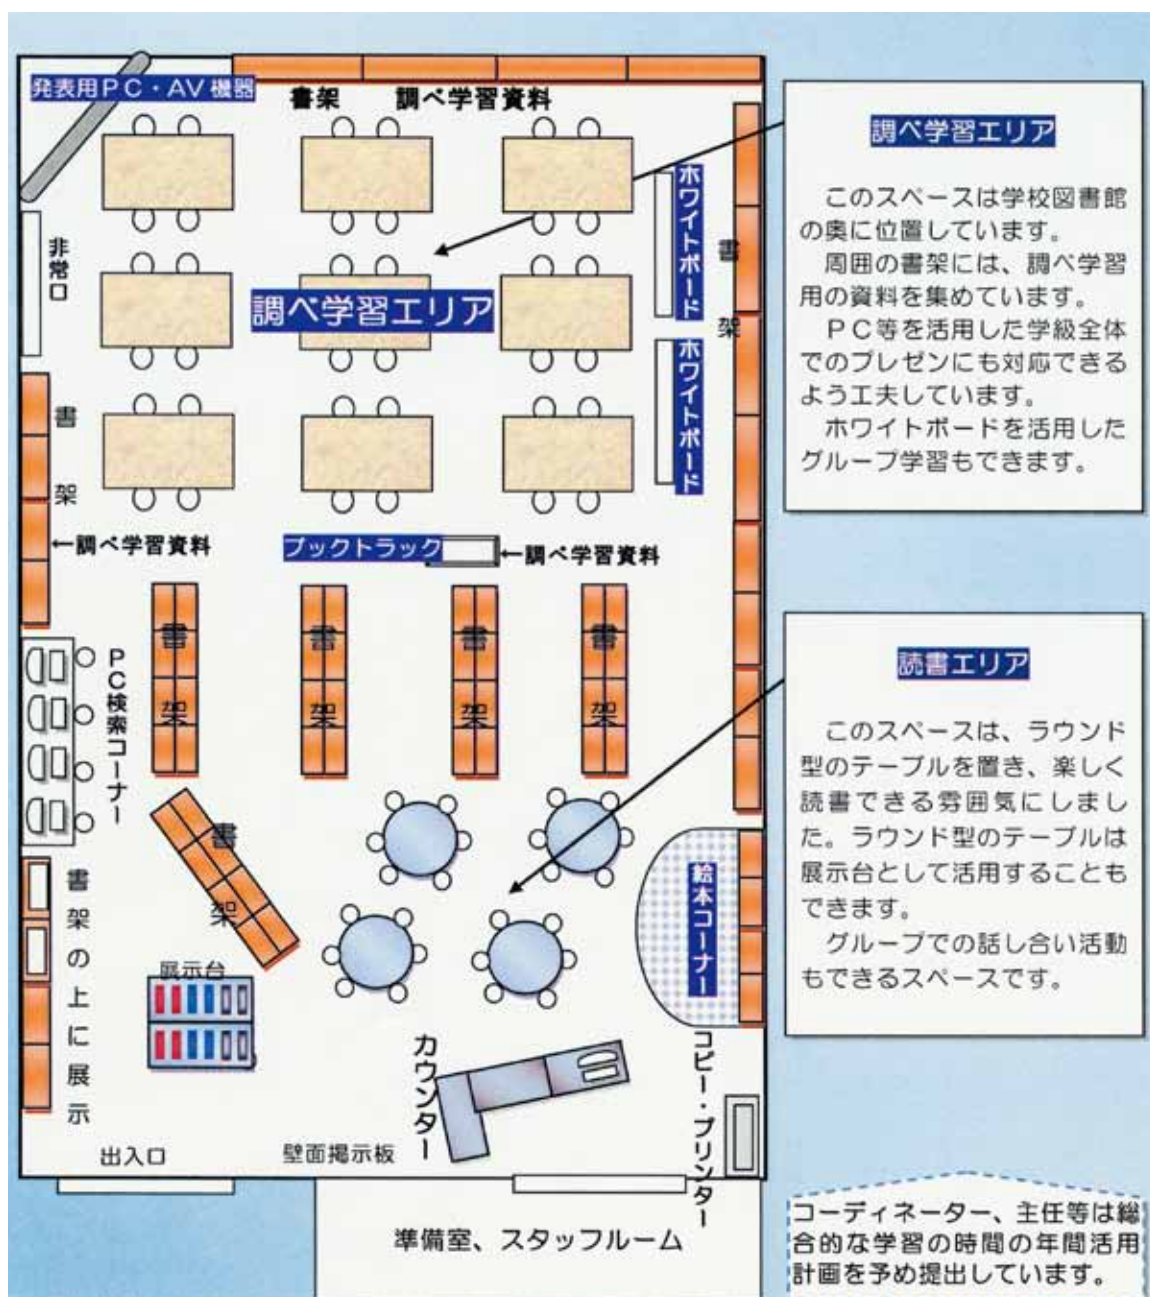 発表用PC・AV機器
書架　調べ学習資料
非常口
調べ学習エリア
ホワイトボード
ホワイトボード
書架
書架
←調べ学習資料
ブックトラック
←調べ学習資料
書架
書架
書架
書架
PC検索コーナー
書架
書架の上に展示
展示台
絵本コーナー
カウンター
コピー・プリンター
出入口
壁面掲示板
準備室、スタッフルーム
調べ学習エリア
このスペースは学校図書館
の奥に位置しています。
周囲の書架には、調べ学習
用の資料を集めています。
PC等を活用した学級全体
でのプレゼンにも対応できる
よう工夫しています。
ホワイトボードを活用した
グループ学習もできます。
読書エリア
このスペースは、ラウンド
型のテーブルを置き、楽しく
読書できる雰囲気にしまし
た。ラウンド型のテーブルは
展示台として活用することも
できます。
グループでの話し合い活動
もできるスペースです。
コーディネーター、主任等は総
合的な学習の時間の年間活用
計画を予め提出しています。